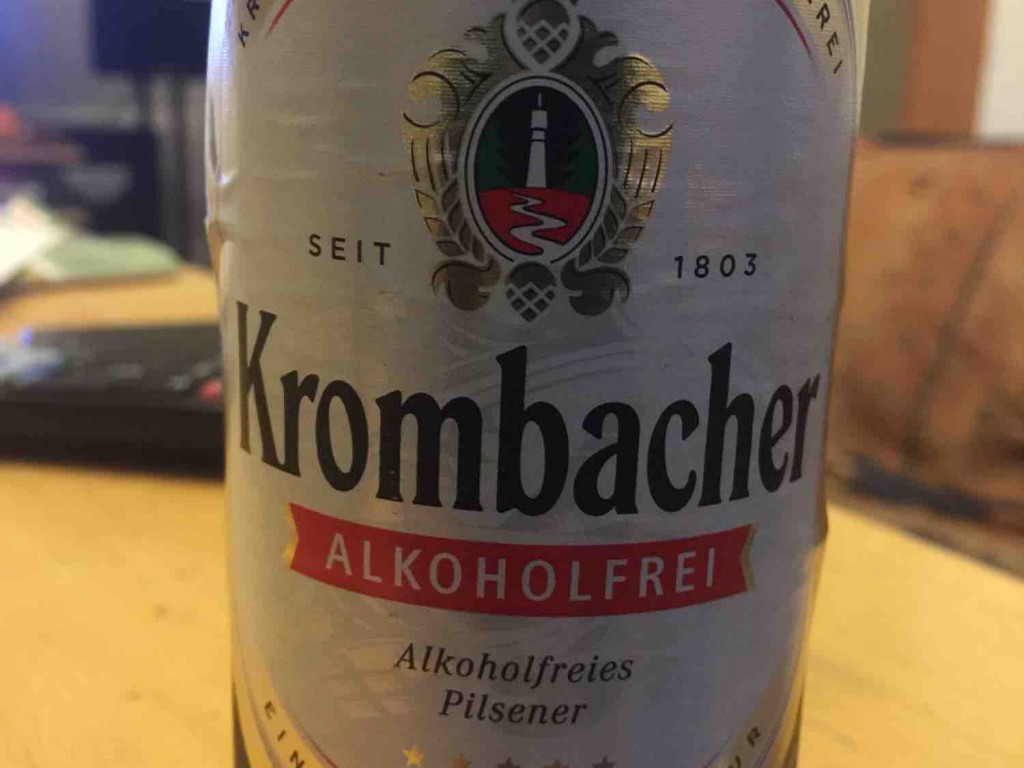 SEIT 1803
Krombacher
ALKOHOLFREI
Alkoholfreies
Pilsener